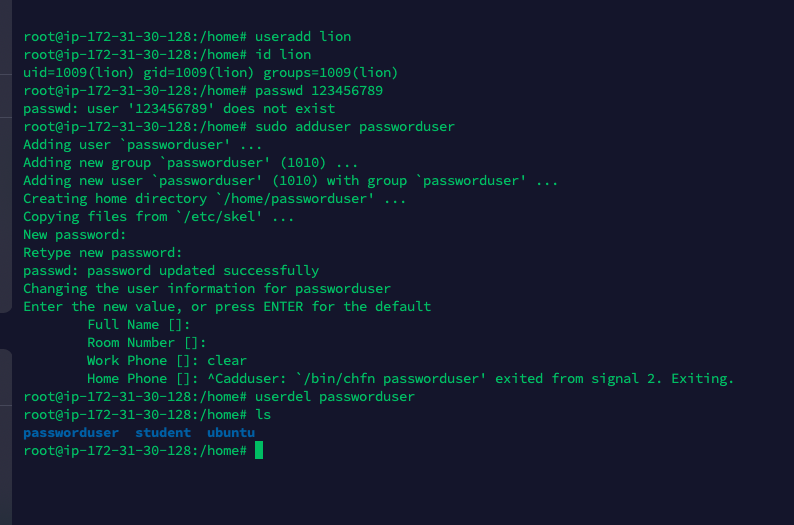 root@ip-172-31-30-128:/home# useradd lion
root@ip-172-31-30-128:/home# id lion
uid=1009(lion) gid=1009(lion) groups=1009(lion)
root@ip-172-31-30-128:/home# passwd 123456789
passwd: user '123456789' does not exist
root@ip-172-31-30-128:/home# sudo adduser passworduser
Adding user `passworduser' ...
Adding new group `passworduser' (1010) ...
Adding new user `passworduser' (1010) with group `passworduser' ...
Creating home directory `/home/passworduser' ...
Copying files from `/etc/skel' ...
New password:
Retype new password:
passwd: password updated successfully
Changing the user information for passworduser
Enter the new value, or press ENTER for the default
        Full Name []:
        Room Number []:
        Work Phone []: clear
        Home Phone []: ^Cadduser: `/bin/chfn passworduser' exited from signal 2. Exiting.
root@ip-172-31-30-128:/home# userdel passworduser
root@ip-172-31-30-128:/home# ls
passworduser  student  ubuntu
root@ip-172-31-30-128:/home#